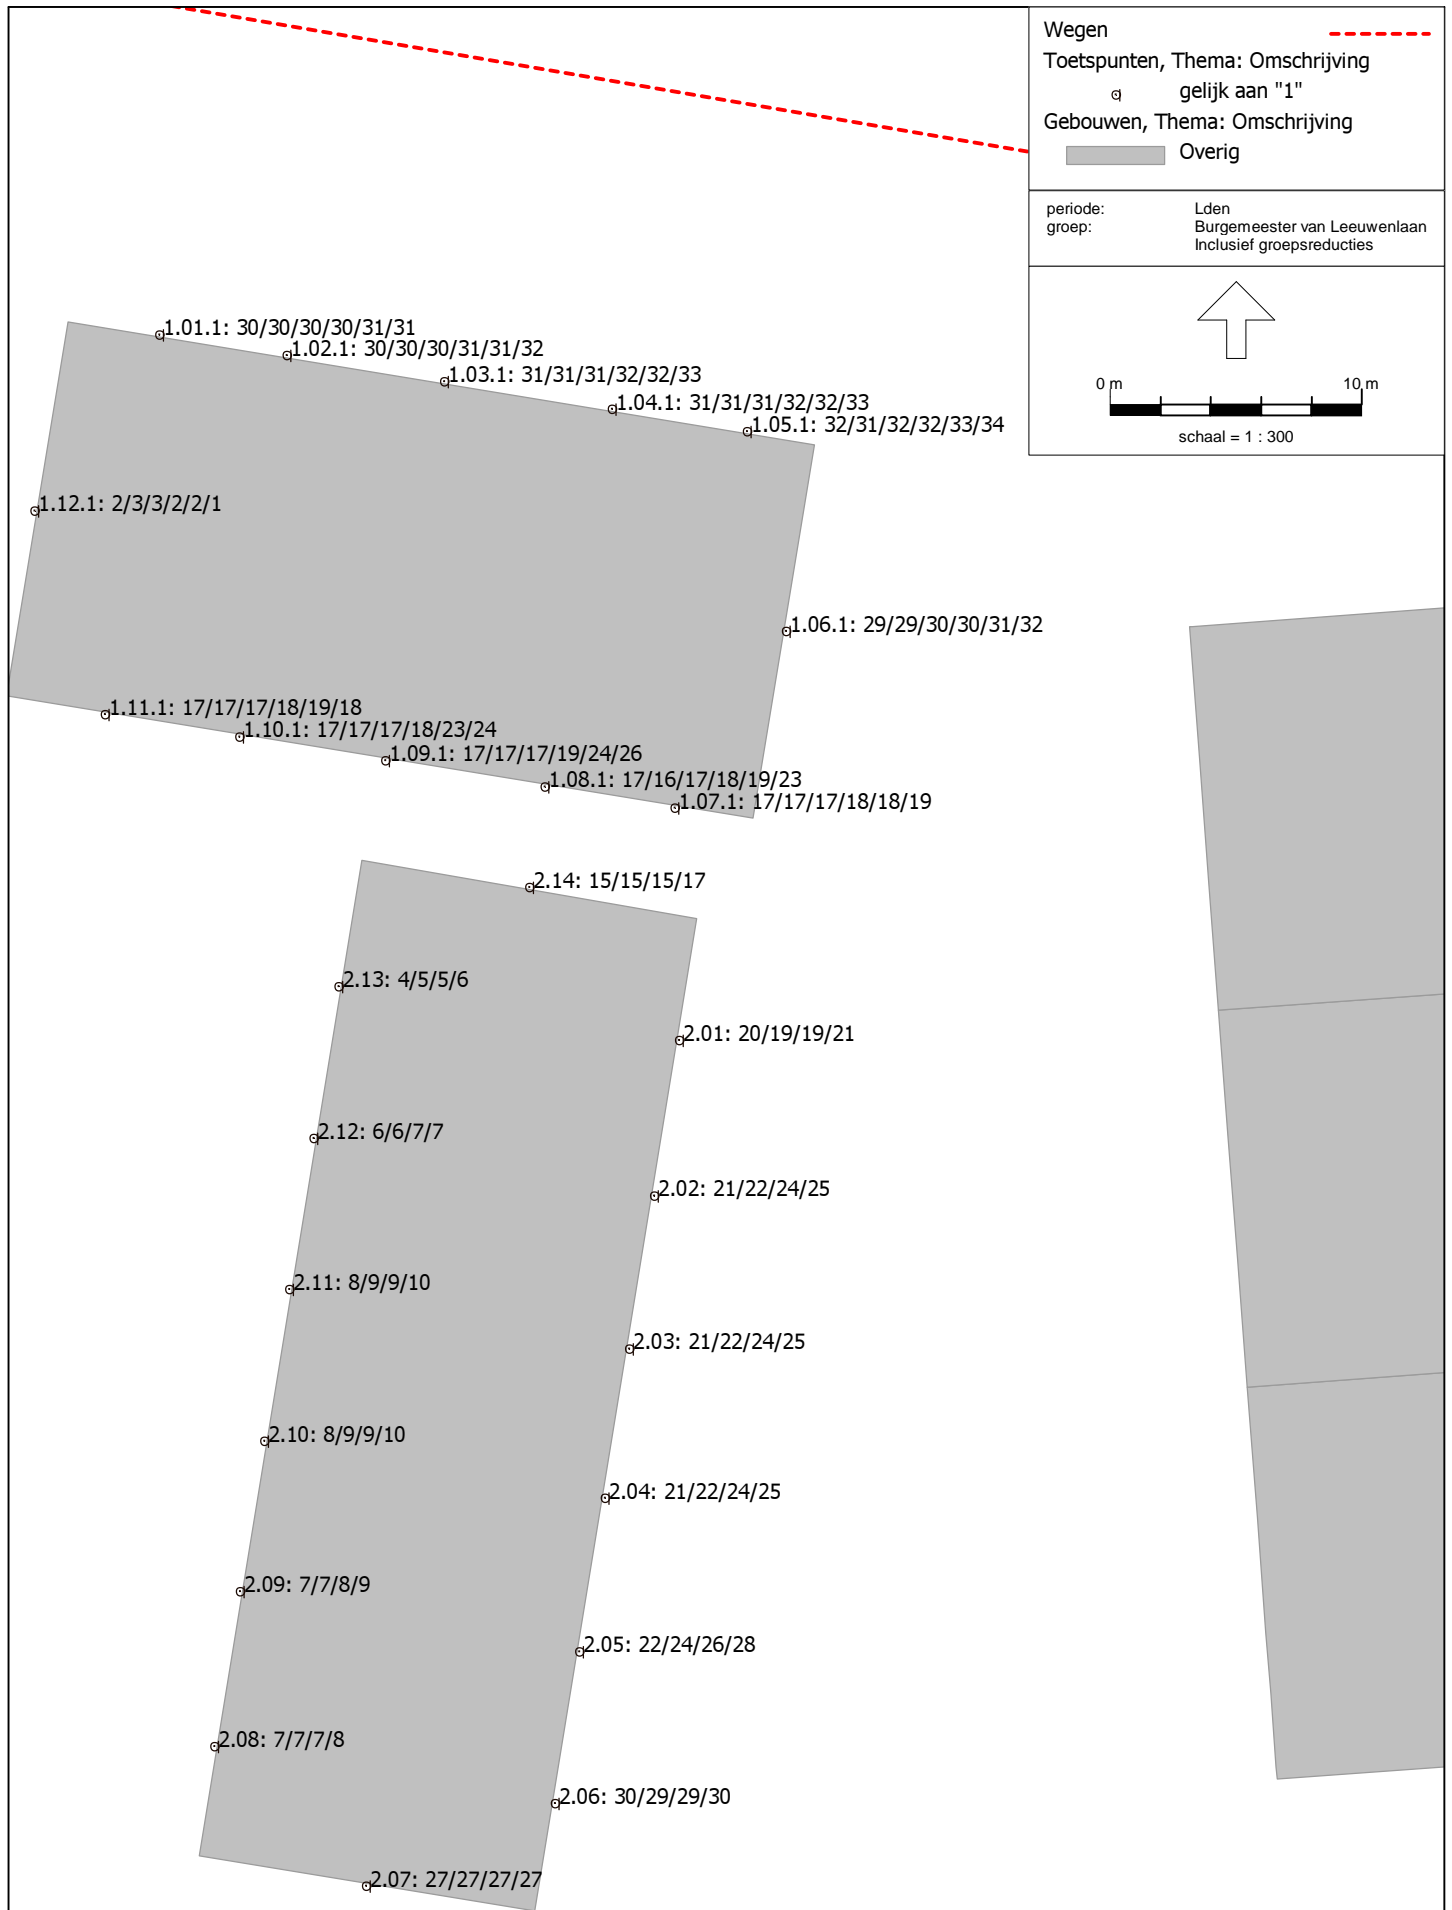 Wegen
Toetspunten, Thema: Omschrijving
gelijk aan "1"
Gebouwen, Thema: Omschrijving
Overig
periode: Lden
groep: Burgemeester van Leeuwenlaan
Inclusief groepsreducties
0 m 10 m
schaal = 1 : 300
1.01.1: 30/30/30/30/31/31
1.02.1: 30/30/30/31/31/32
1.03.1: 31/31/31/32/32/33
1.04.1: 31/31/31/32/32/33
1.05.1: 32/31/32/32/33/34
1.12.1: 2/3/3/2/2/1
1.06.1: 29/29/30/30/31/32
1.11.1: 17/17/17/18/19/18
1.10.1: 17/17/17/18/23/24
1.09.1: 17/17/17/19/24/26
1.08.1: 17/16/17/18/19/23
1.07.1: 17/17/17/18/18/19
2.14: 15/15/15/17
2.13: 4/5/5/6
2.01: 20/19/19/21
2.12: 6/6/7/7
2.02: 21/22/24/25
2.11: 8/9/9/10
2.03: 21/22/24/25
2.10: 8/9/9/10
2.04: 21/22/24/25
2.09: 7/7/8/9
2.05: 22/24/26/28
2.08: 7/7/7/8
2.06: 30/29/29/30
2.07: 27/27/27/27